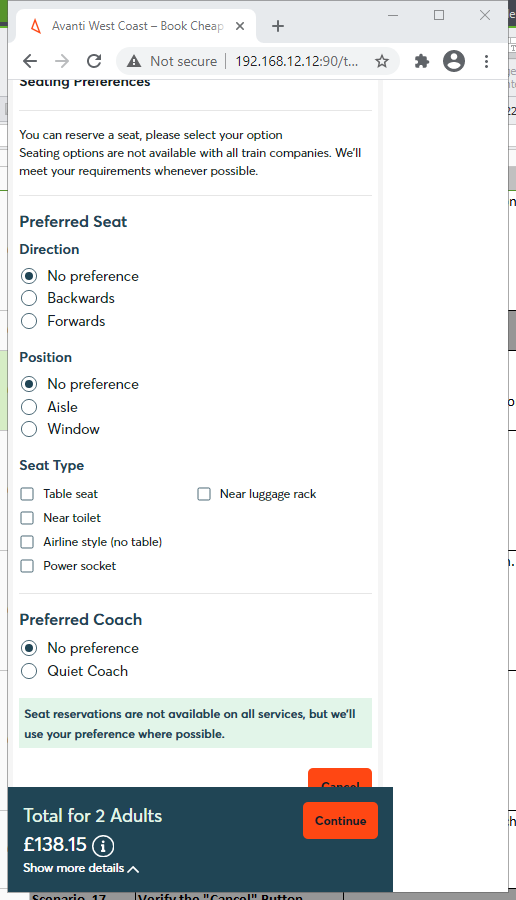 Avanti West Coast – Book Cheap
Not secure
192.168.12.12:90/t...
Seating Preferences
You can reserve a seat, please select your option
Seating options are not available with all train companies. We'll
meet your requirements whenever possible.
Preferred Seat
Direction
No preference
Backwards
Forwards
Position
No preference
Aisle
Window
Seat Type
Table seat
Near luggage rack
Near toilet
Airline style (no table)
Power socket
Preferred Coach
No preference
Quiet Coach
Seat reservations are not available on all services, but we'll
use your preference where possible.
Cancel
Total for 2 Adults
Continue
£138.15
Show more details
Scenario 17
Verify the "Cancel" Button